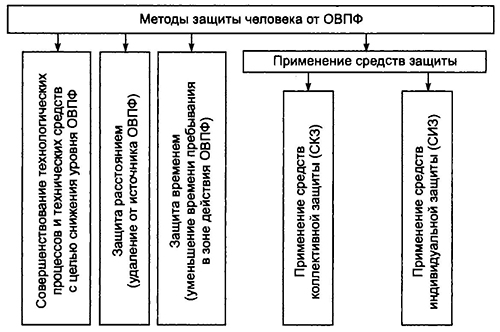 Методы защиты человека от ОВПФ
Применение средств защиты
Совершенствование технологических
процессов и технических средств
с целью снижения уровня ОВПФ
Защита расстоянием
(удаление от источника ОВПФ)
Защита временем
(уменьшение времени пребывания
в зоне действия ОВПФ)
Применение средств
коллективной защиты (СКЗ)
Применение средств
индивидуальной защиты (СИЗ)